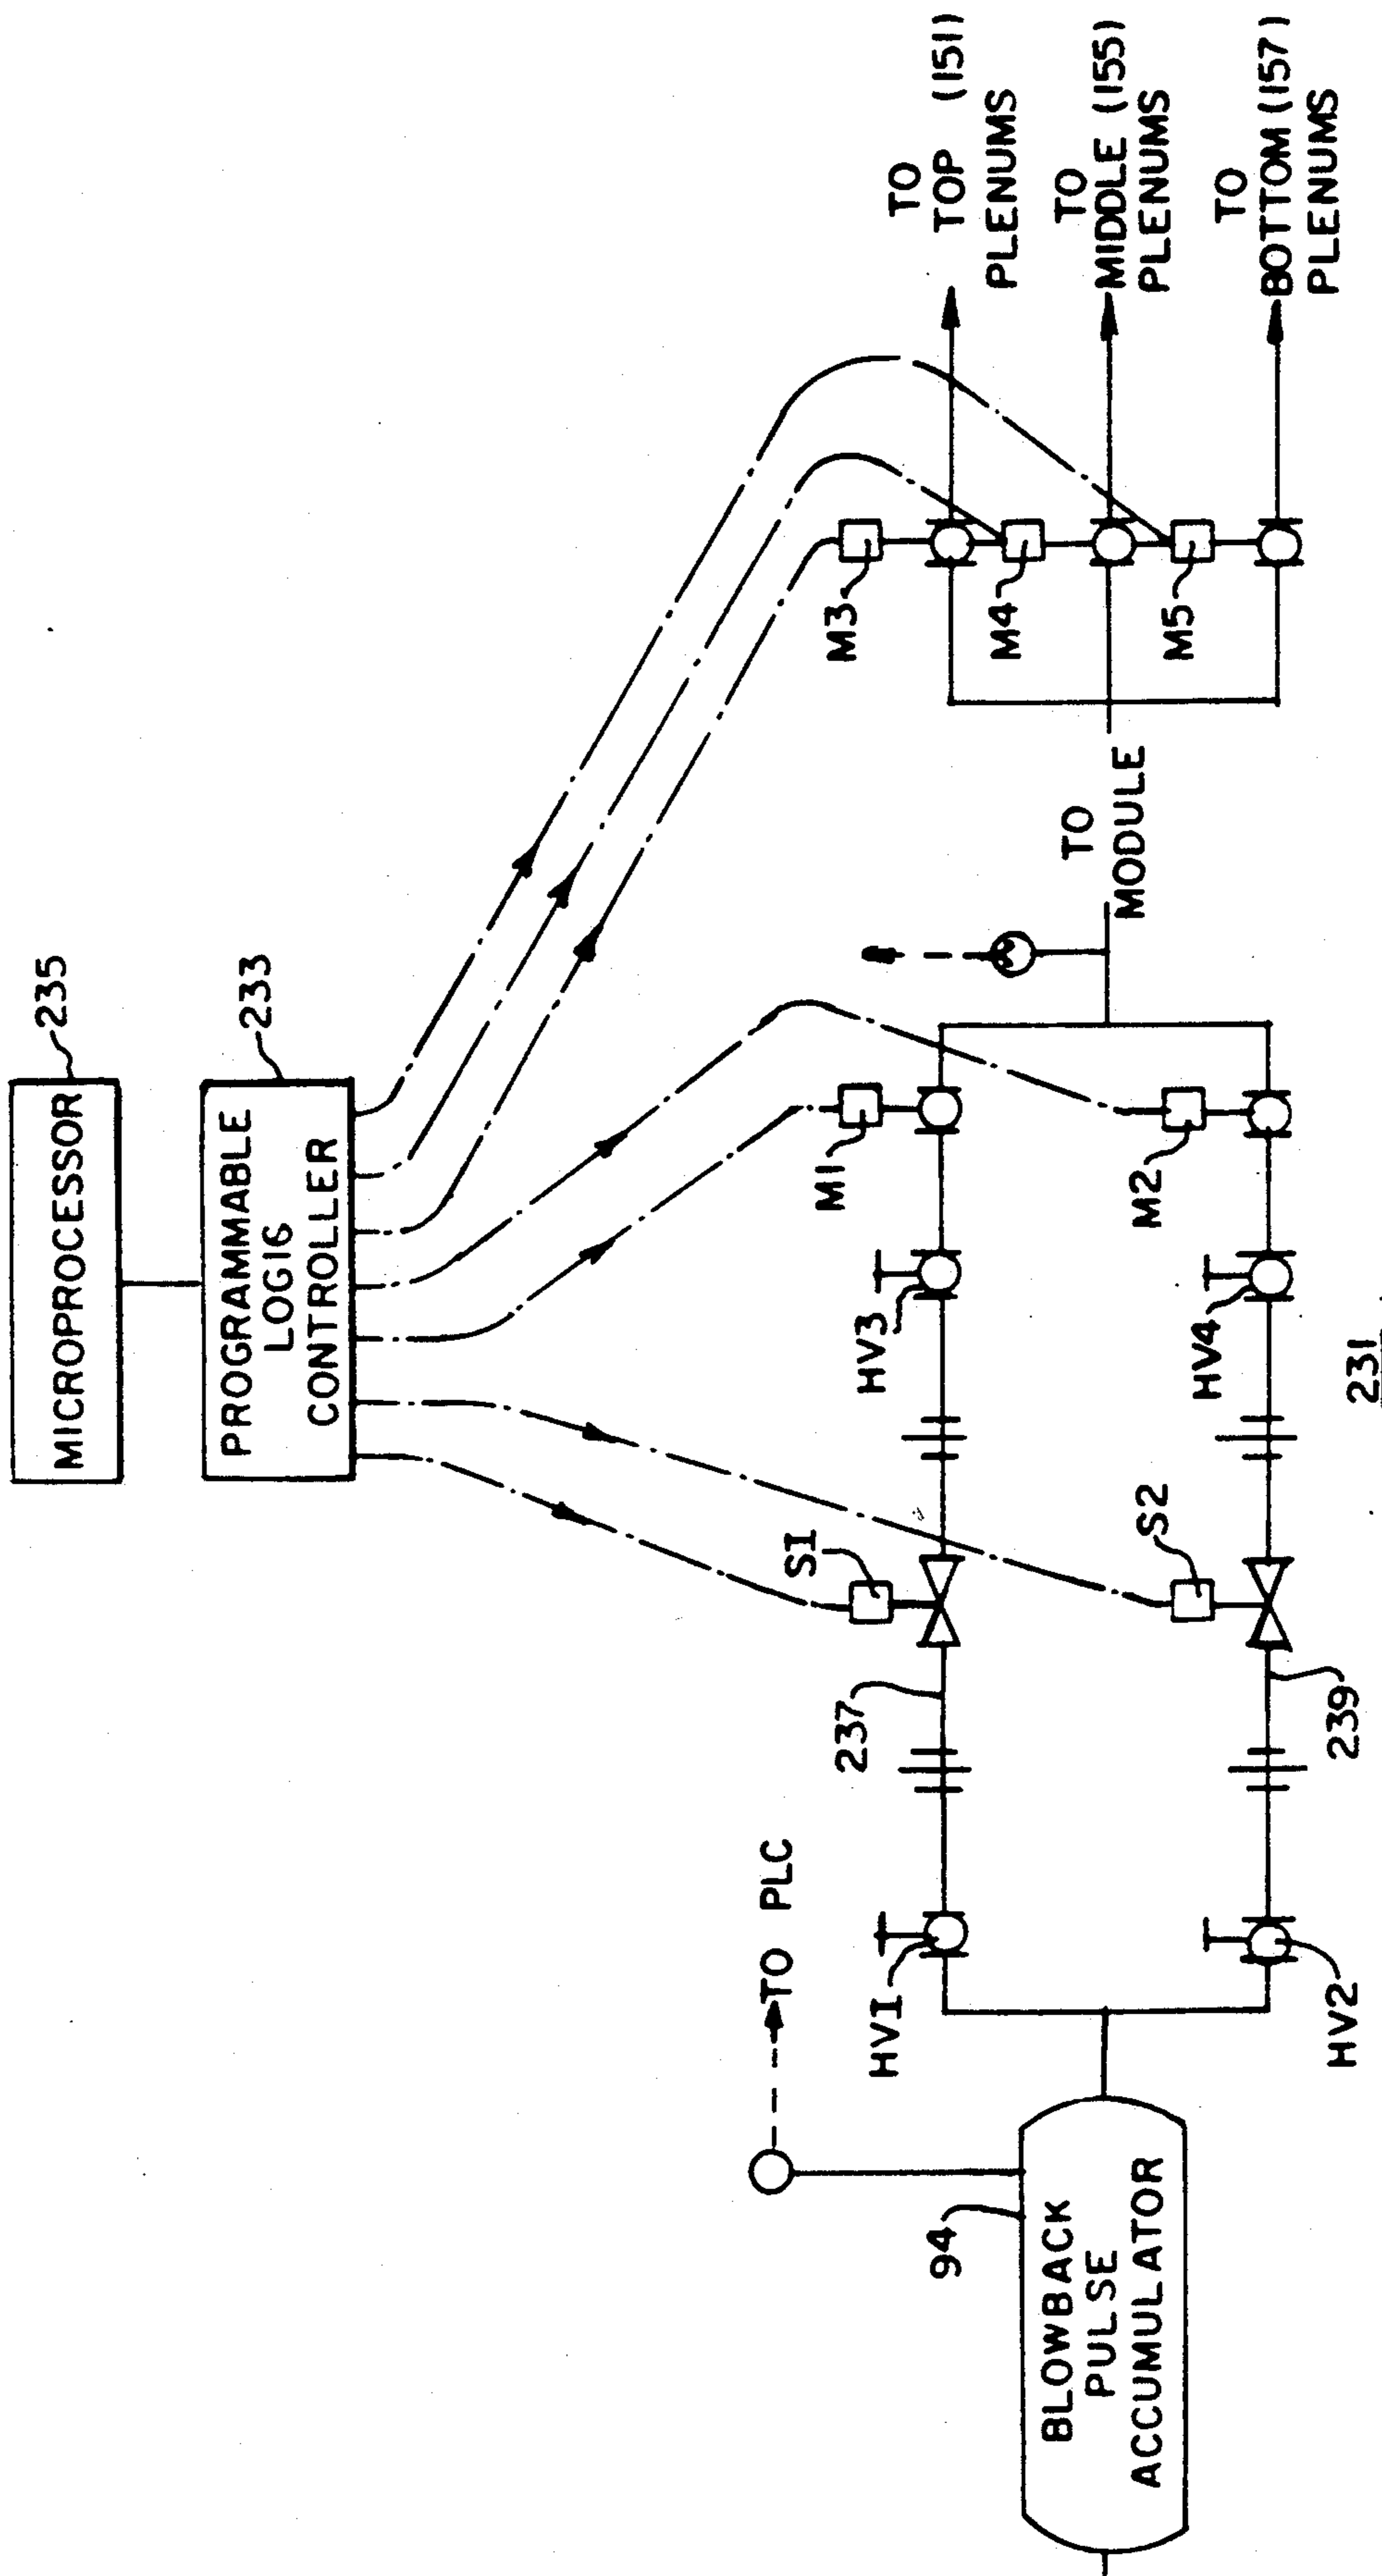 MICROPROCESSOR
235
PROGRAMMABLE
LOGIG
CONTROLLER
233
TO PLC
94
BLOWBACK
PULSE
ACCUMULATOR
HV1
HV2
237
239
S1
S2
HV3
HV4
M1
M2
TO
MODULE
M3
M4
M5
TO
TOP (151)
PLENUMS
TO
MIDDLE (155)
PLENUMS
TO
BOTTOM (157)
PLENUMS
231